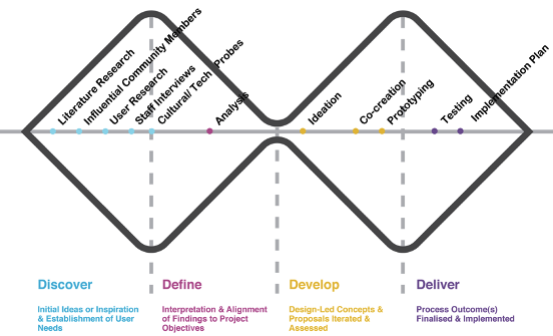 Literature Research
Influential Community Members
User Research
Staff Interviews
Cultural/ Tech Probes
Analysis
Ideation
Co-creation
Prototyping
Testing
Implementation Plan
Discover
Initial Ideas or Inspiration
& Establishment of User
Needs
Define
Interpretation & Alignment
of Findings to Project
Objectives
Develop
Design-Led Concepts &
Proposals Iterated &
Assessed
Deliver
Process Outcome(s)
Finalised & Implemented